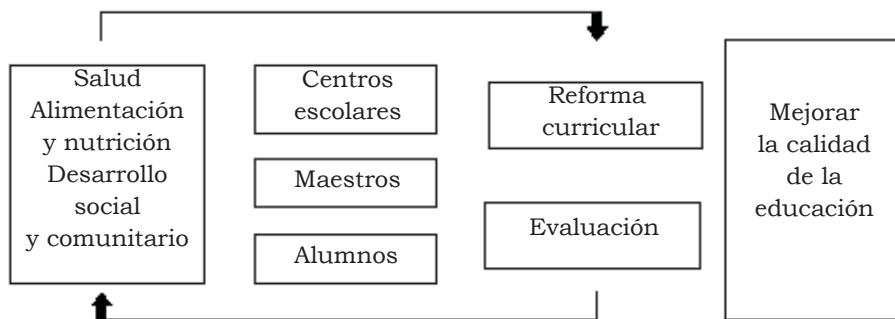 Salud
Alimentación
y nutrición
Desarrollo
social
y comunitario
Centros
escolares
Maestros
Alumnos
Reforma
curricular
Evaluación
Mejorar
la calidad
de la
educación